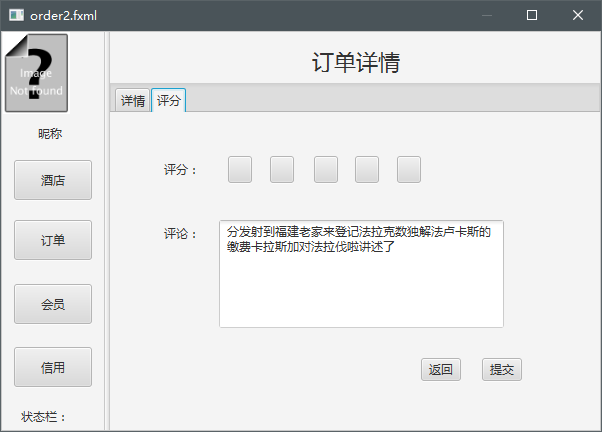 order2.fxml
Image
Not found
昵称
酒店
订单
会员
信用
状态栏：
订单详情
详情
评分
评分：
评论：
分发射到福建老家来登记法拉克数独解法卢卡斯的
缴费卡拉斯加对法拉伐啦讲述了
返回
提交